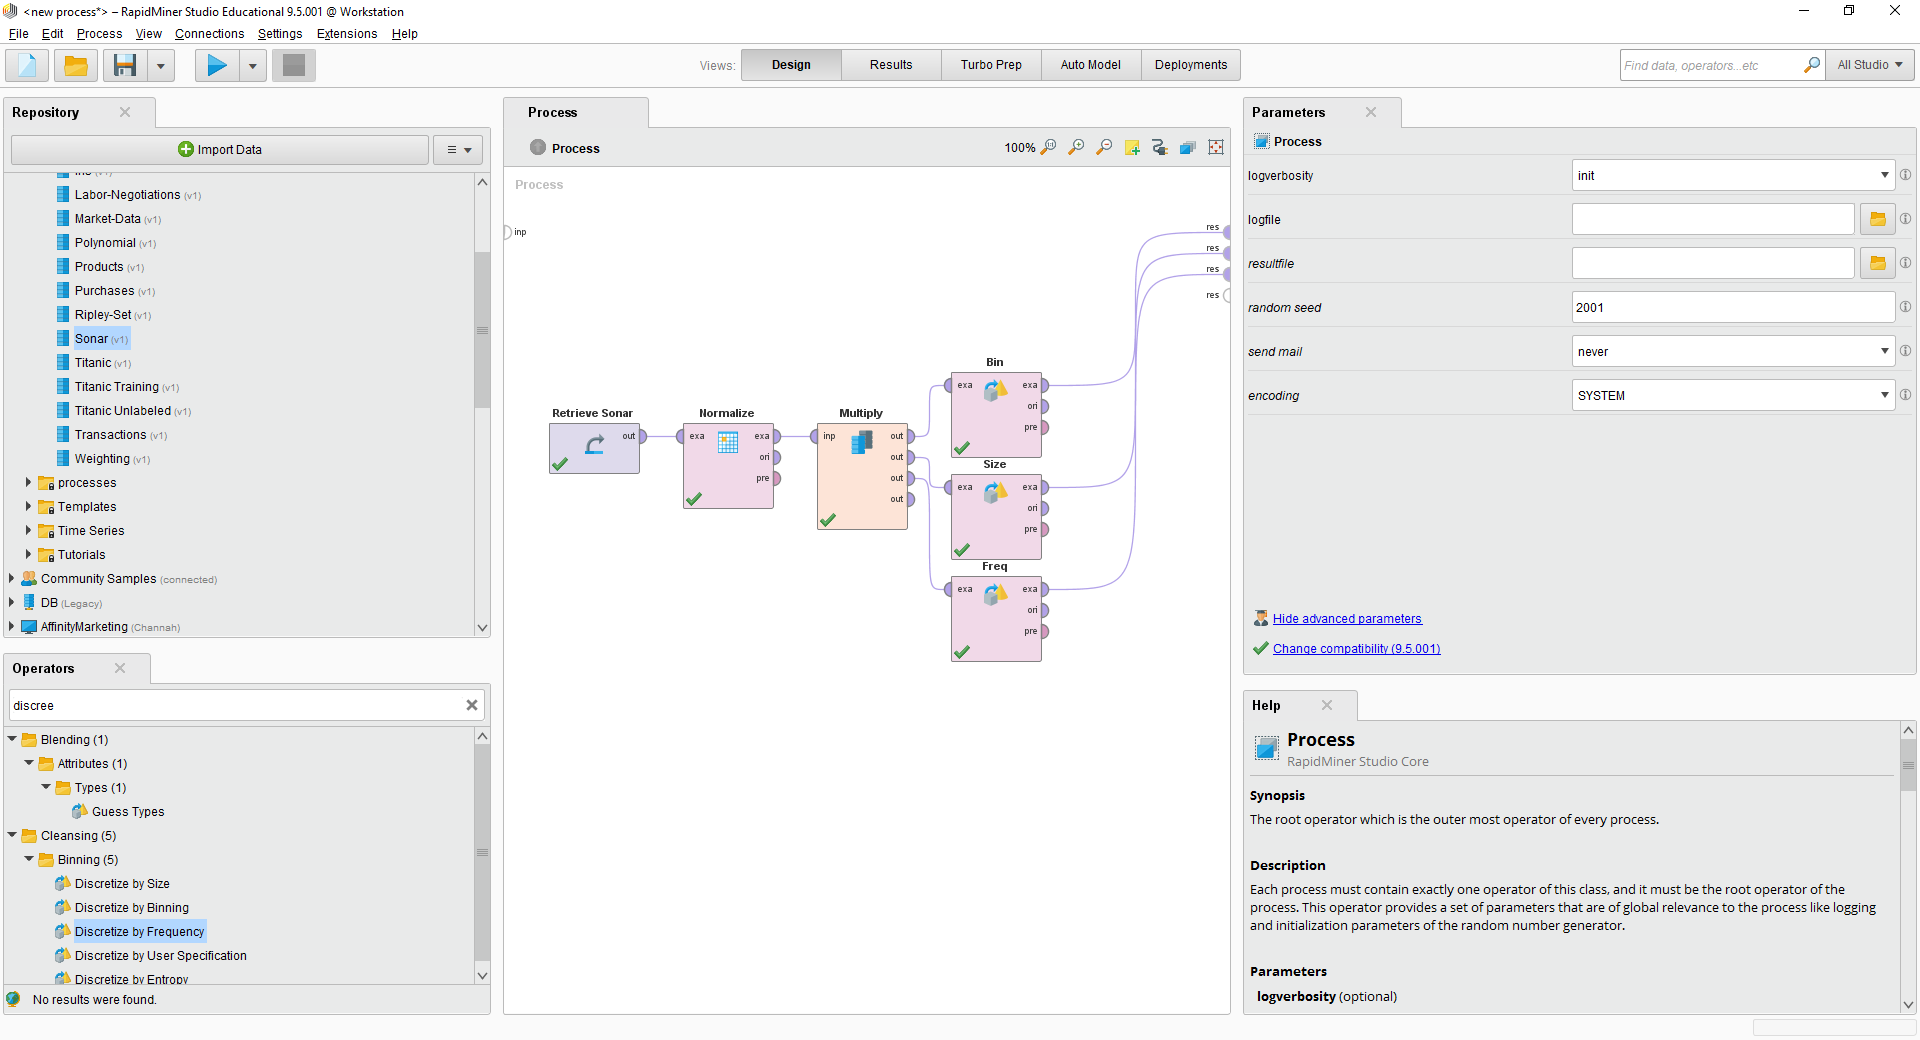 <new process*> – RapidMiner Studio Educational 9.5.001 @ Workstation
File Edit Process View Connections Settings Extensions Help
Views: Design Results Turbo Prep Auto Model Deployments
Find data, operators...etc
All Studio
Repository
Import Data
Labor-Negotiations (v1)
Market-Data (v1)
Polynomial (v1)
Products (v1)
Purchases (v1)
Ripley-Set (v1)
Sonar (v1)
Titanic (v1)
Titanic Training (v1)
Titanic Unlabeled (v1)
Transactions (v1)
Weighting (v1)
processes
Templates
Time Series
Tutorials
Community Samples (connected)
DB (Legacy)
AffinityMarketing (Channah)
Operators
discree
Blending (1)
Attributes (1)
Types (1)
Guess Types
Cleansing (5)
Binning (5)
Discretize by Size
Discretize by Binning
Discretize by Frequency
Discretize by User Specification
Discretize by Entropy
No results were found.
Process
Process
100%
Process
inp
res
res
res
res
Retrieve Sonar
out
Normalize
exa exa
ori
pre
Multiply
inp out
out
out
out
Bin
exa exa
ori
pre
Size
exa exa
ori
pre
Freq
exa exa
ori
pre
Parameters
Process
logverbosity init
logfile
resultfile
random seed 2001
send mail never
encoding SYSTEM
Hide advanced parameters
Change compatibility (9.5.001)
Help
Process
RapidMiner Studio Core
Synopsis
The root operator which is the outer most operator of every process.
Description
Each process must contain exactly one operator of this class, and it must be the root operator of the
process. This operator provides a set of parameters that are of global relevance to the process like logging
and initialization parameters of the random number generator.
Parameters
logverbosity (optional)